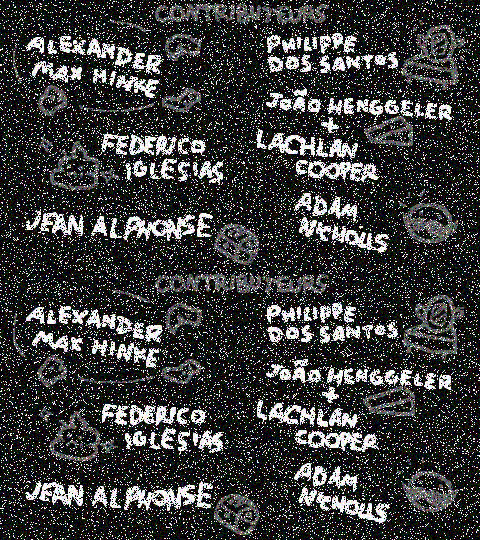 CONTRIBUTEURS
ALEXANDER
MAX HINKE
PHILIPPE
DOS SANTOS
JOÃO HENGGELER
+
LACHLAN
COOPER
FEDERICO
IGLESIAS
JEAN ALPHONSE
ADAM
NICHOLLS
CONTRIBUTEURS
ALEXANDER
MAX HINKE
PHILIPPE
DOS SANTOS
JOÃO HENGGELER
+
LACHLAN
COOPER
FEDERICO
IGLESIAS
JEAN ALPHONSE
ADAM
NICHOLLS